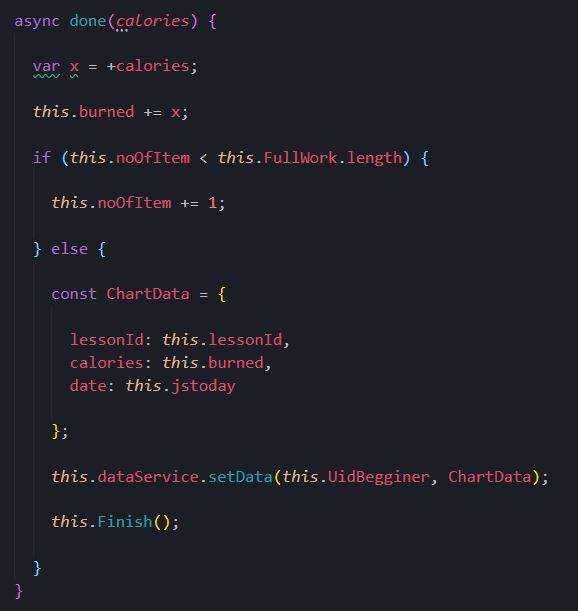 async done(calories) {
var x = +calories;
this.burned += x;
if (this.noOfItem < this.FullWork.length) {
this.noOfItem += 1;
} else {
const ChartData = {
lessonId: this.lessonId,
calories: this.burned,
date: this.jstoday
};
this.dataService.setData(this.UidBegginer, ChartData);
this.Finish();
}
}